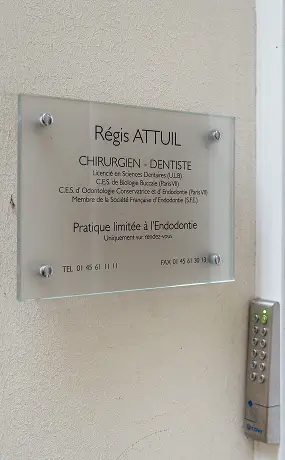 Régis ATTUIL
CHIRURGIEN - DENTISTE
Licencié en Sciences Dentaires (U.L.B)
C.E.S. de Biologie Buccale (Paris VII)
C.E.S. d'Odontologie Conservatrice et d'Endodontie (Paris VII)
Membre de la Société Française d'Endodontie (S.F.E.)
Pratique limitée à l'Endodontie
Uniquement sur rendez-vous
TEL 01 45 61 11 11 FAX 01 45 61 30 13